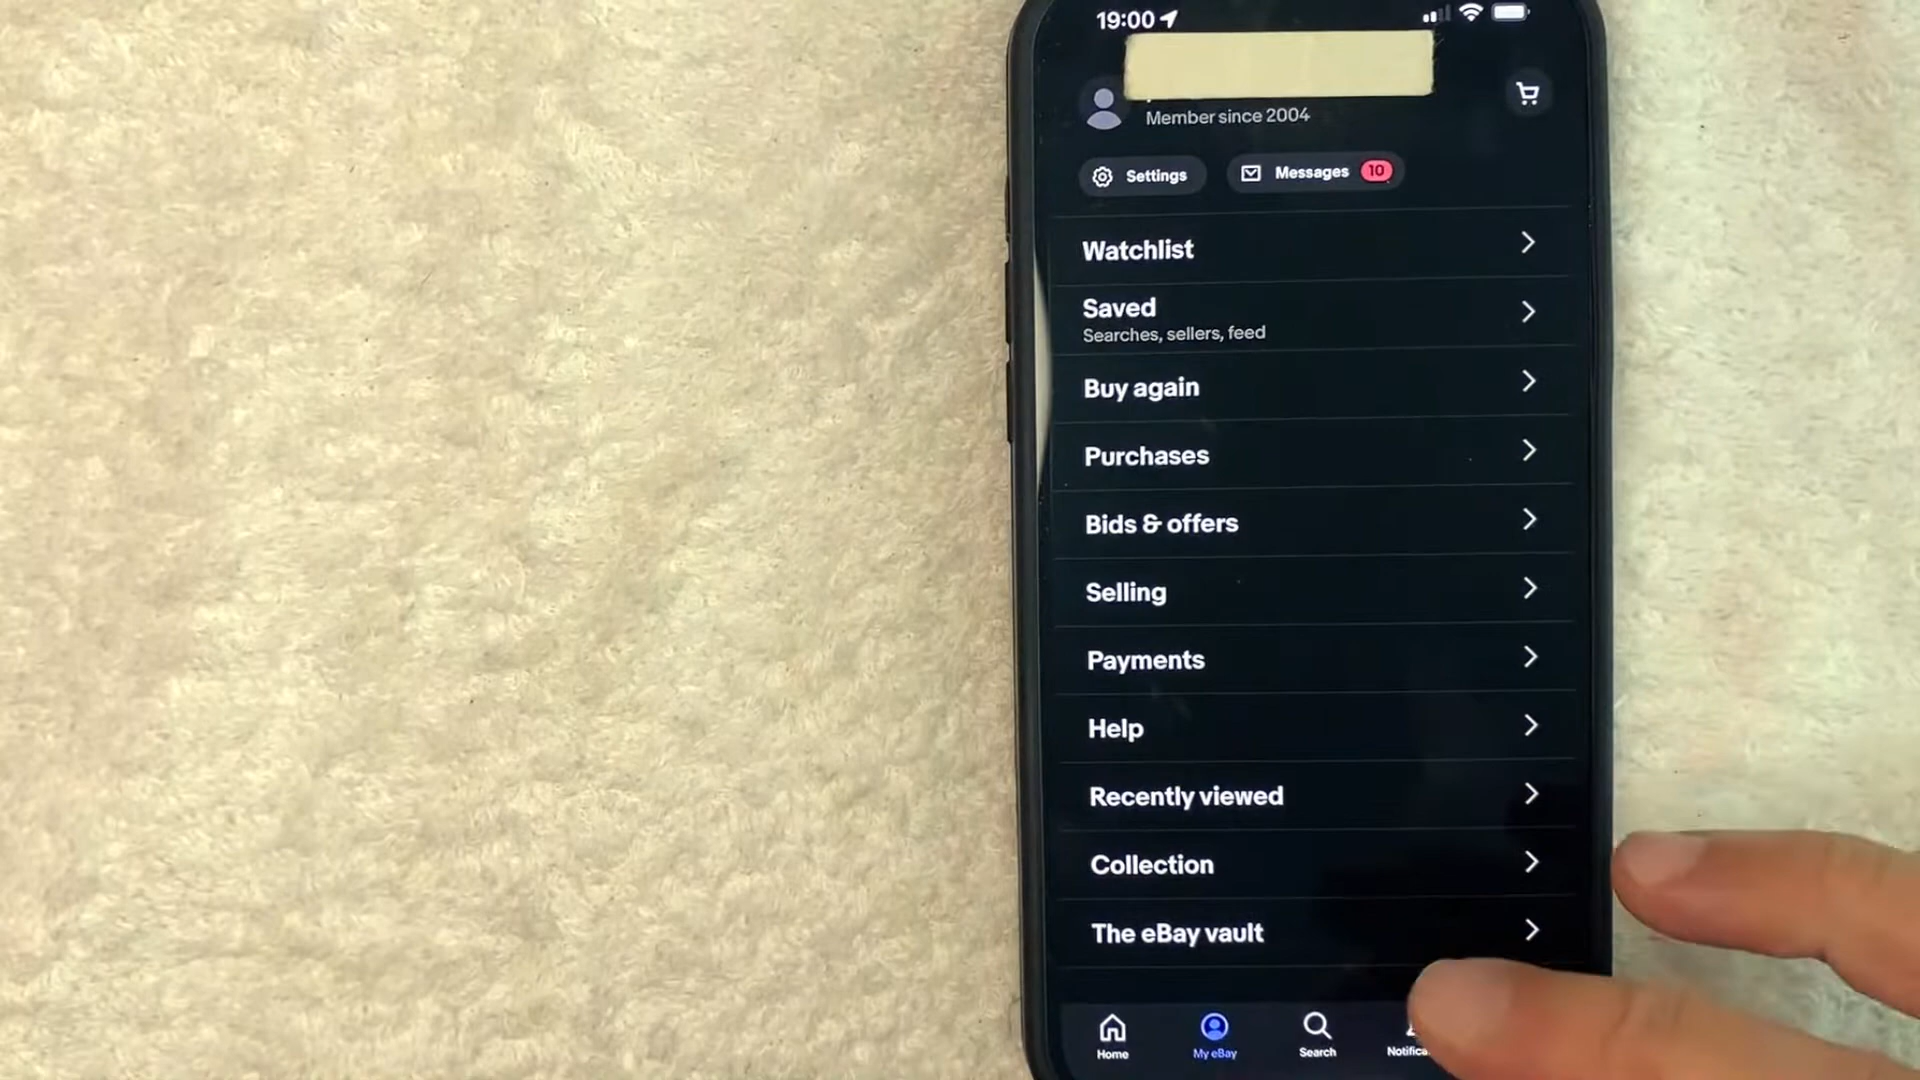 19:00
Member since 2004
Settings
Messages 10
Watchlist
Saved
Searches, sellers, feed
Buy again
Purchases
Bids & offers
Selling
Payments
Help
Recently viewed
Collection
The eBay vault
Home
My eBay
Search